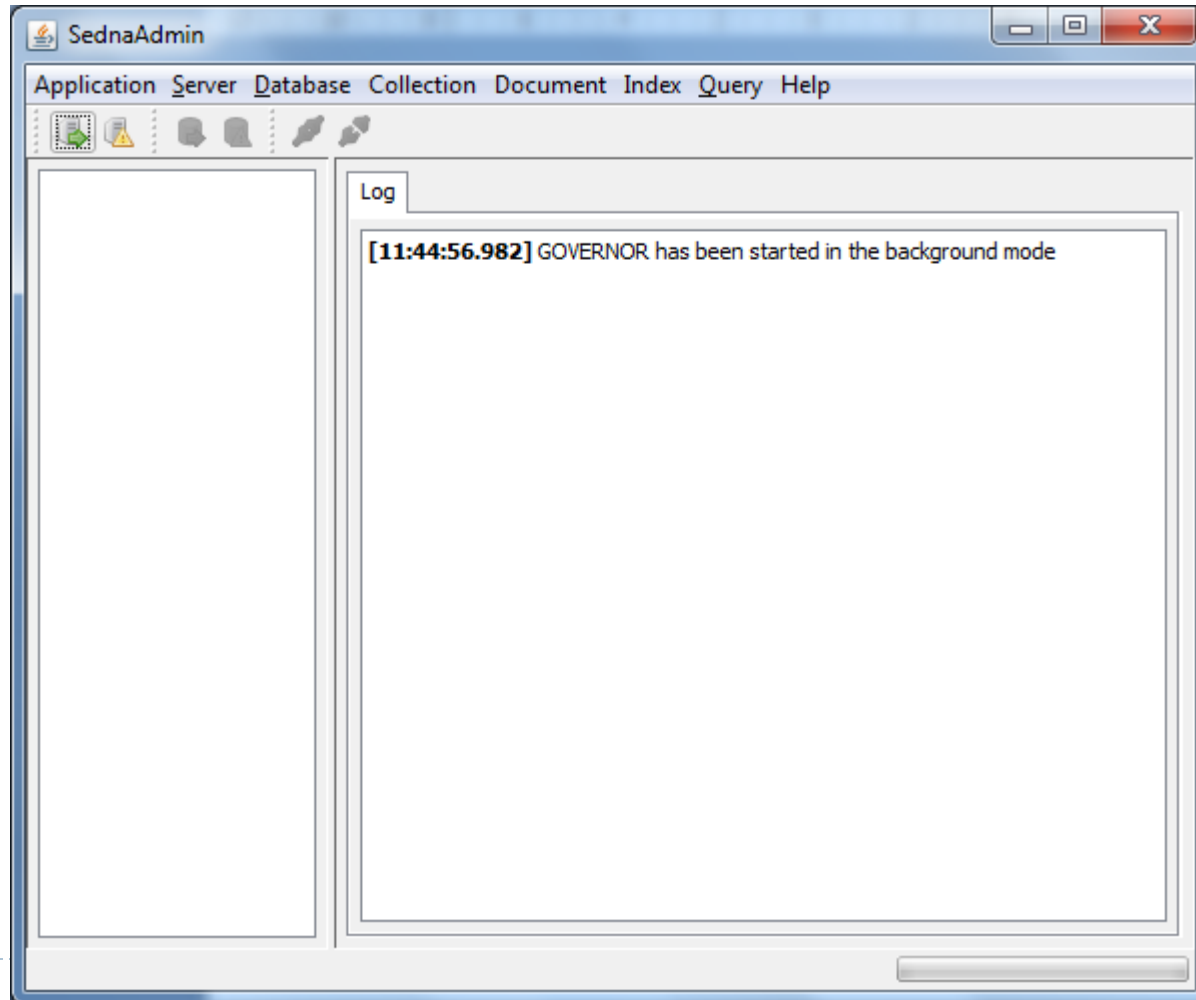 SednaAdmin
Application Server Database Collection Document Index Query Help
Log
[11:44:56.982] GOVERNOR has been started in the background mode